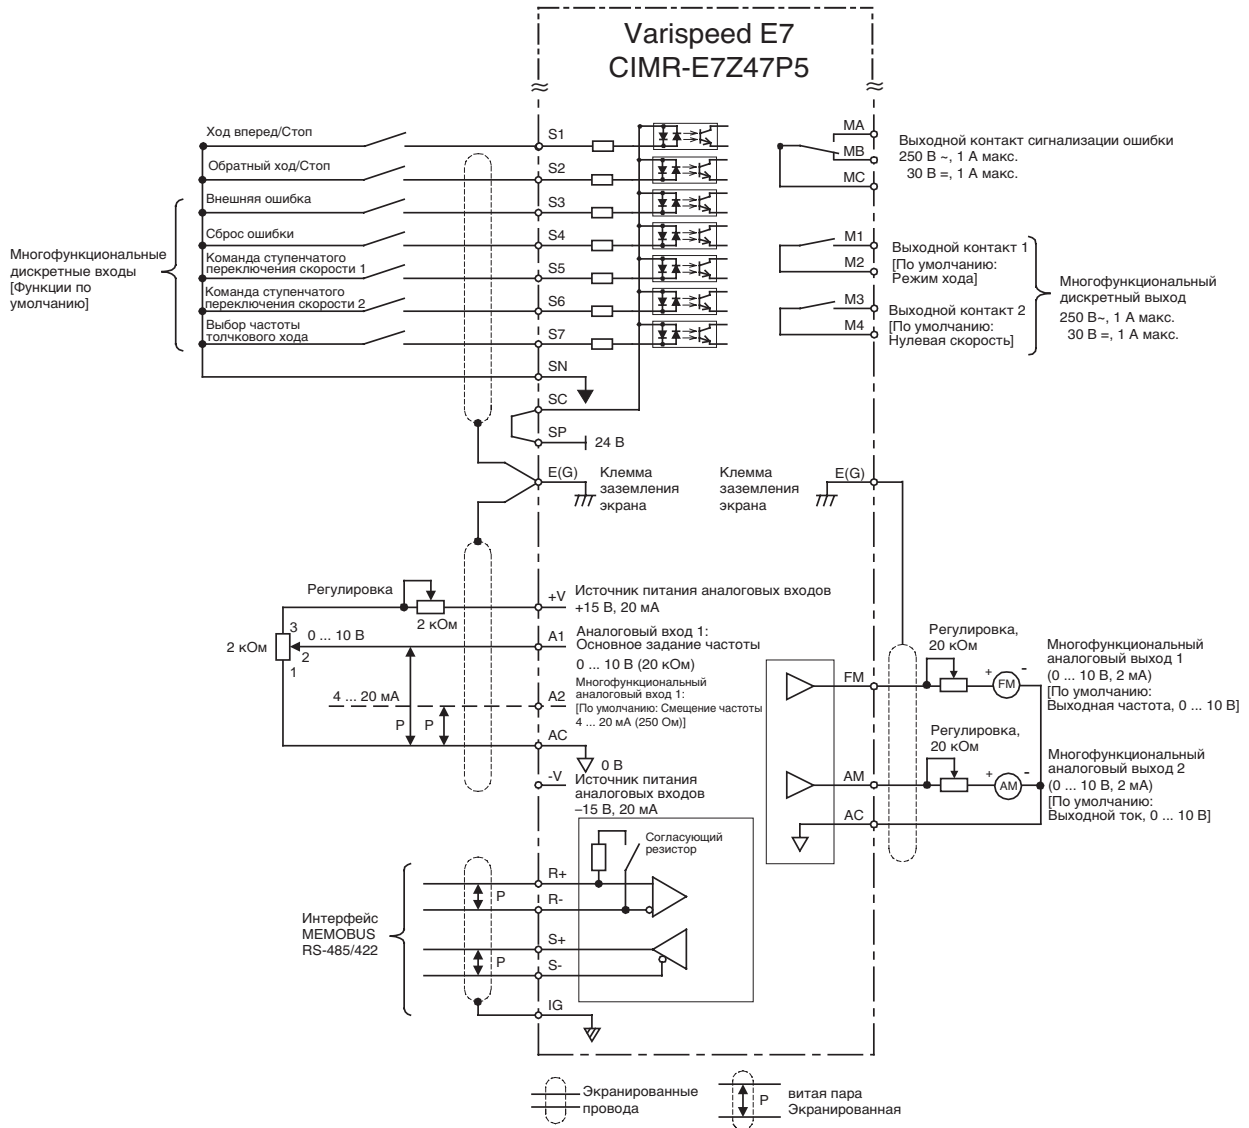 Varispeed E7
CIMR-E7Z47P5
Ход вперед/Стоп
S1
Обратный ход/Стоп
S2
Внешняя ошибка
S3
Сброс ошибки
S4
Команда ступенчатого
переключения скорости 1
S5
Команда ступенчатого
переключения скорости 2
S6
Выбор частоты
толчкового хода
S7
Многофункциональные
дискретные входы
[Функции по
умолчанию]
SN
SC
SP
24 В
E(G)
Клемма
заземления
экрана
MA
MB
MC
Выходной контакт сигнализации ошибки
250 В ~, 1 А макс.
30 В =, 1 А макс.
M1
M2
Выходной контакт 1
[По умолчанию:
Режим хода]
M3
M4
Выходной контакт 2
[По умолчанию:
Нулевая скорость]
Многофункциональный
дискретный выход
250 В~, 1 А макс.
30 В =, 1 А макс.
Клемма
заземления
экрана
E(G)
Регулировка
2 кОм
+V
Источник питания аналоговых входов
+15 В, 20 мА
2 кОм
3
2
1
0 ... 10 В
A1
Аналоговый вход 1:
Основное задание частоты
0 ... 10 В (20 кОм)
4 ... 20 мА
P
P
A2
Многофункциональный
аналоговый вход 1:
[По умолчанию: Смещение частоты
4 ... 20 мА (250 Ом)]
AC
0 В
-V
Источник питания
аналоговых входов
–15 В, 20 мА
FM
Регулировка,
20 кОм
+
FM
-
Многофункциональный
аналоговый выход 1
(0 ... 10 В, 2 мА)
[По умолчанию:
Выходная частота, 0 ... 10 В]
AM
Регулировка,
20 кОм
+
AM
-
Многофункциональный
аналоговый выход 2
(0 ... 10 В, 2 мА)
[По умолчанию:
Выходной ток, 0 ... 10 В]
AC
Согласующий
резистор
Интерфейс
MEMOBUS
RS-485/422
P
R+
R-
P
S+
S-
IG
Экранированные
провода
P
витая пара
Экранированная